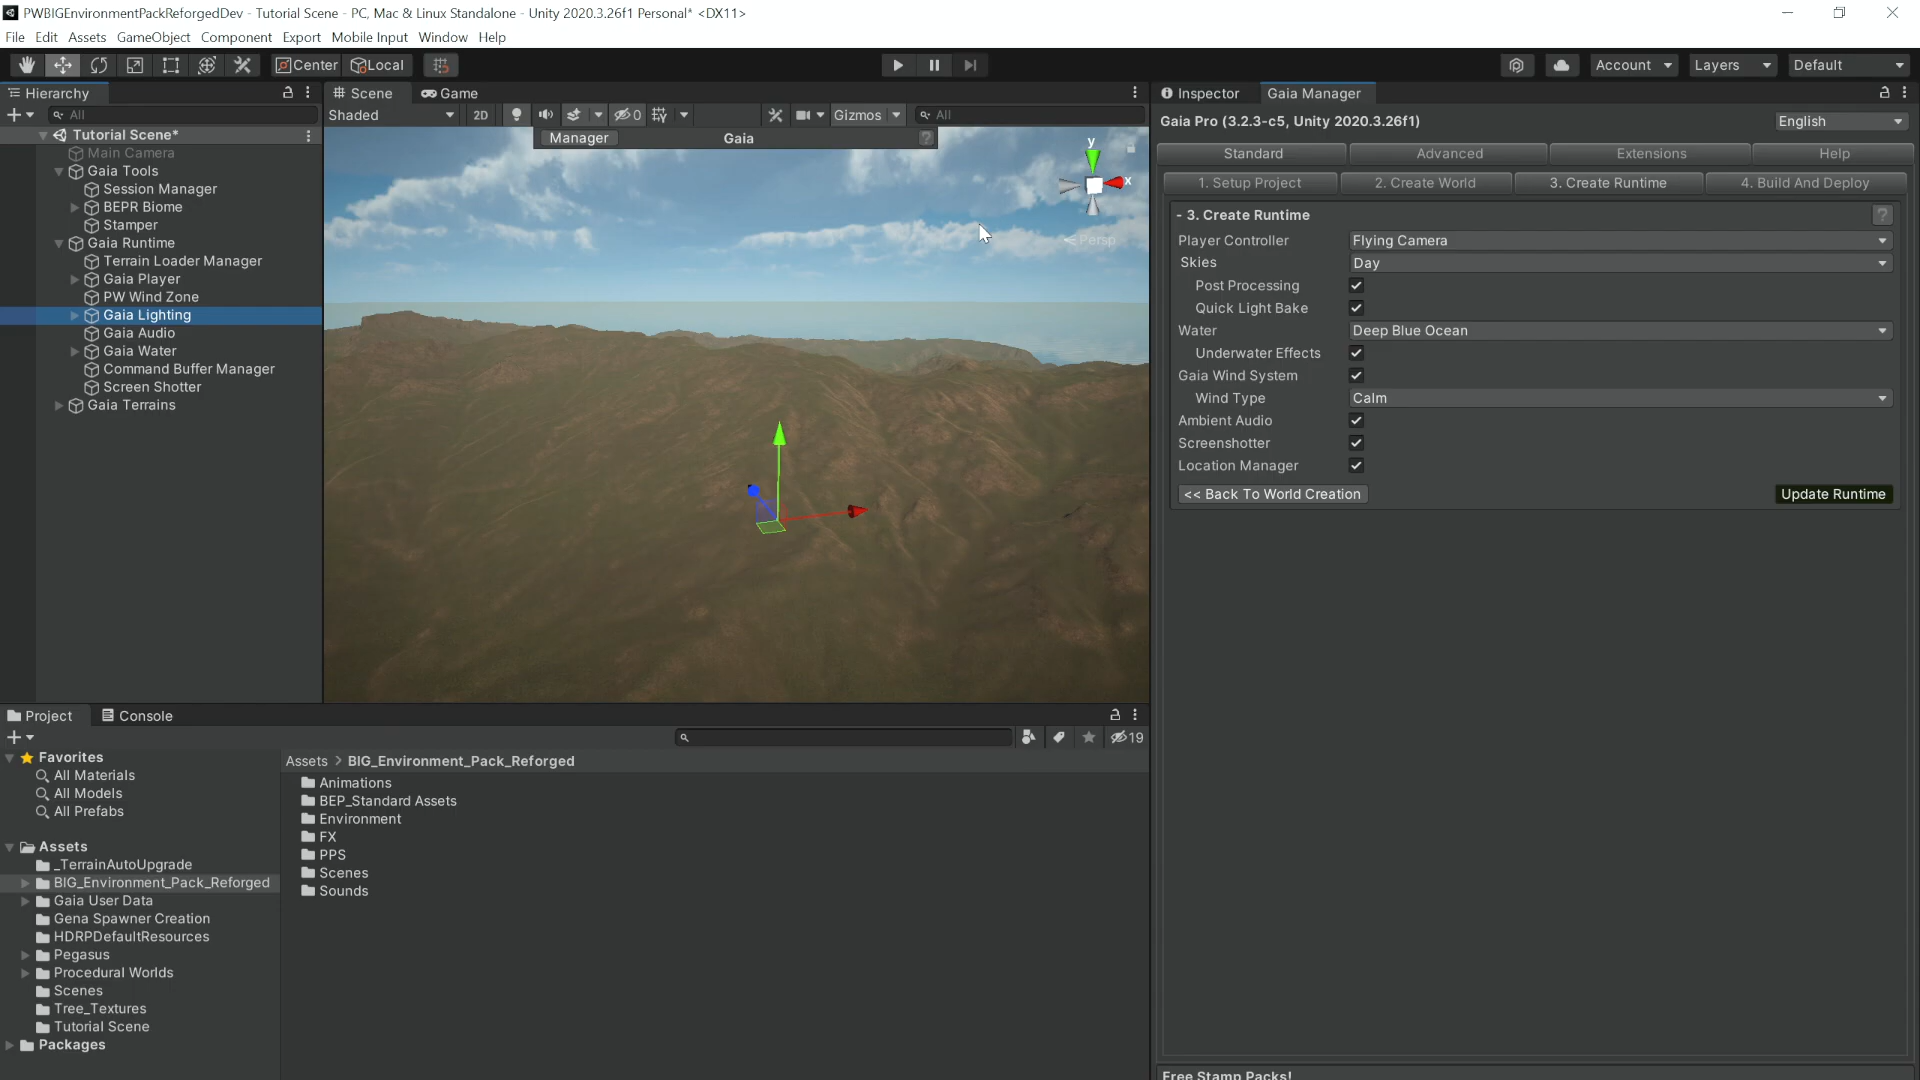 PWBIGEnvironmentPackReforgedDev - Tutorial Scene - PC, Mac & Linux Standalone - Unity 2020.3.26f1 Personal* <DX11>
File Edit Assets GameObject Component Export Mobile Input Window Help
Center Local Account Layers Default
Hierarchy
All
Tutorial Scene*
Main Camera
Gaia Tools
Session Manager
BEPR Biome
Stamper
Gaia Runtime
Terrain Loader Manager
Gaia Player
PW Wind Zone
Gaia Lighting
Gaia Audio
Gaia Water
Command Buffer Manager
Screen Shotter
Gaia Terrains
Scene Game
Shaded 2D 0 Gizmos All
Manager Gaia ?
y
x
Persp
Inspector Gaia Manager
Gaia Pro (3.2.3-c5, Unity 2020.3.26f1) English
Standard Advanced Extensions Help
1. Setup Project 2. Create World 3. Create Runtime 4. Build And Deploy
- 3. Create Runtime ?
Player Controller Flying Camera
Skies Day
Post Processing
Quick Light Bake
Water Deep Blue Ocean
Underwater Effects
Gaia Wind System
Wind Type Calm
Ambient Audio
Screenshotter
Location Manager
<< Back To World Creation Update Runtime
Free Stamp Packs!
Project Console
19
Favorites
All Materials
All Models
All Prefabs
Assets
_TerrainAutoUpgrade
BIG_Environment_Pack_Reforged
Gaia User Data
Gena Spawner Creation
HDRPDefaultResources
Pegasus
Procedural Worlds
Scenes
Tree_Textures
Tutorial Scene
Packages
Assets > BIG_Environment_Pack_Reforged
Animations
BEP_Standard Assets
Environment
FX
PPS
Scenes
Sounds